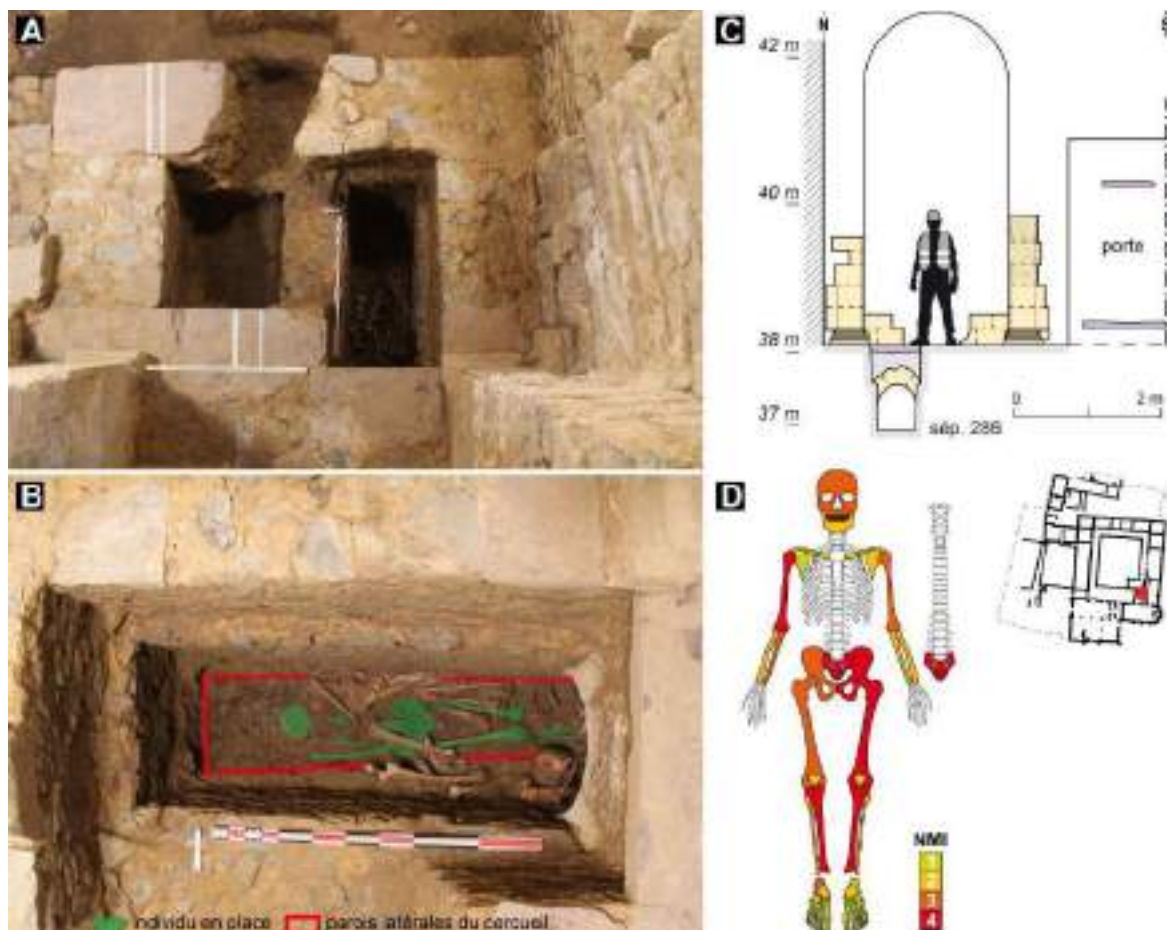 A
B
individu en place
parois latérales du cercueil
C
N
42 m
40 m
38 m
37 m
porte
0
2 m
sép. 286
D
NMI
1
2
3
4